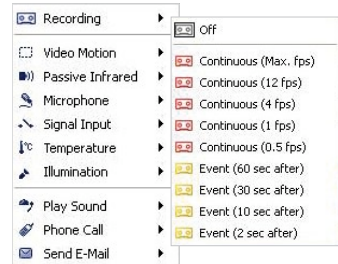 Recording
Video Motion
Passive Infrared
Microphone
Signal Input
°C Temperature
Illumination
Play Sound
Phone Call
Send E-Mail
Off
Continuous (Max. fps)
Continuous (12 fps)
Continuous (4 fps)
Continuous (1 fps)
Continuous (0.5 fps)
Event (60 sec after)
Event (30 sec after)
Event (10 sec after)
Event (2 sec after)